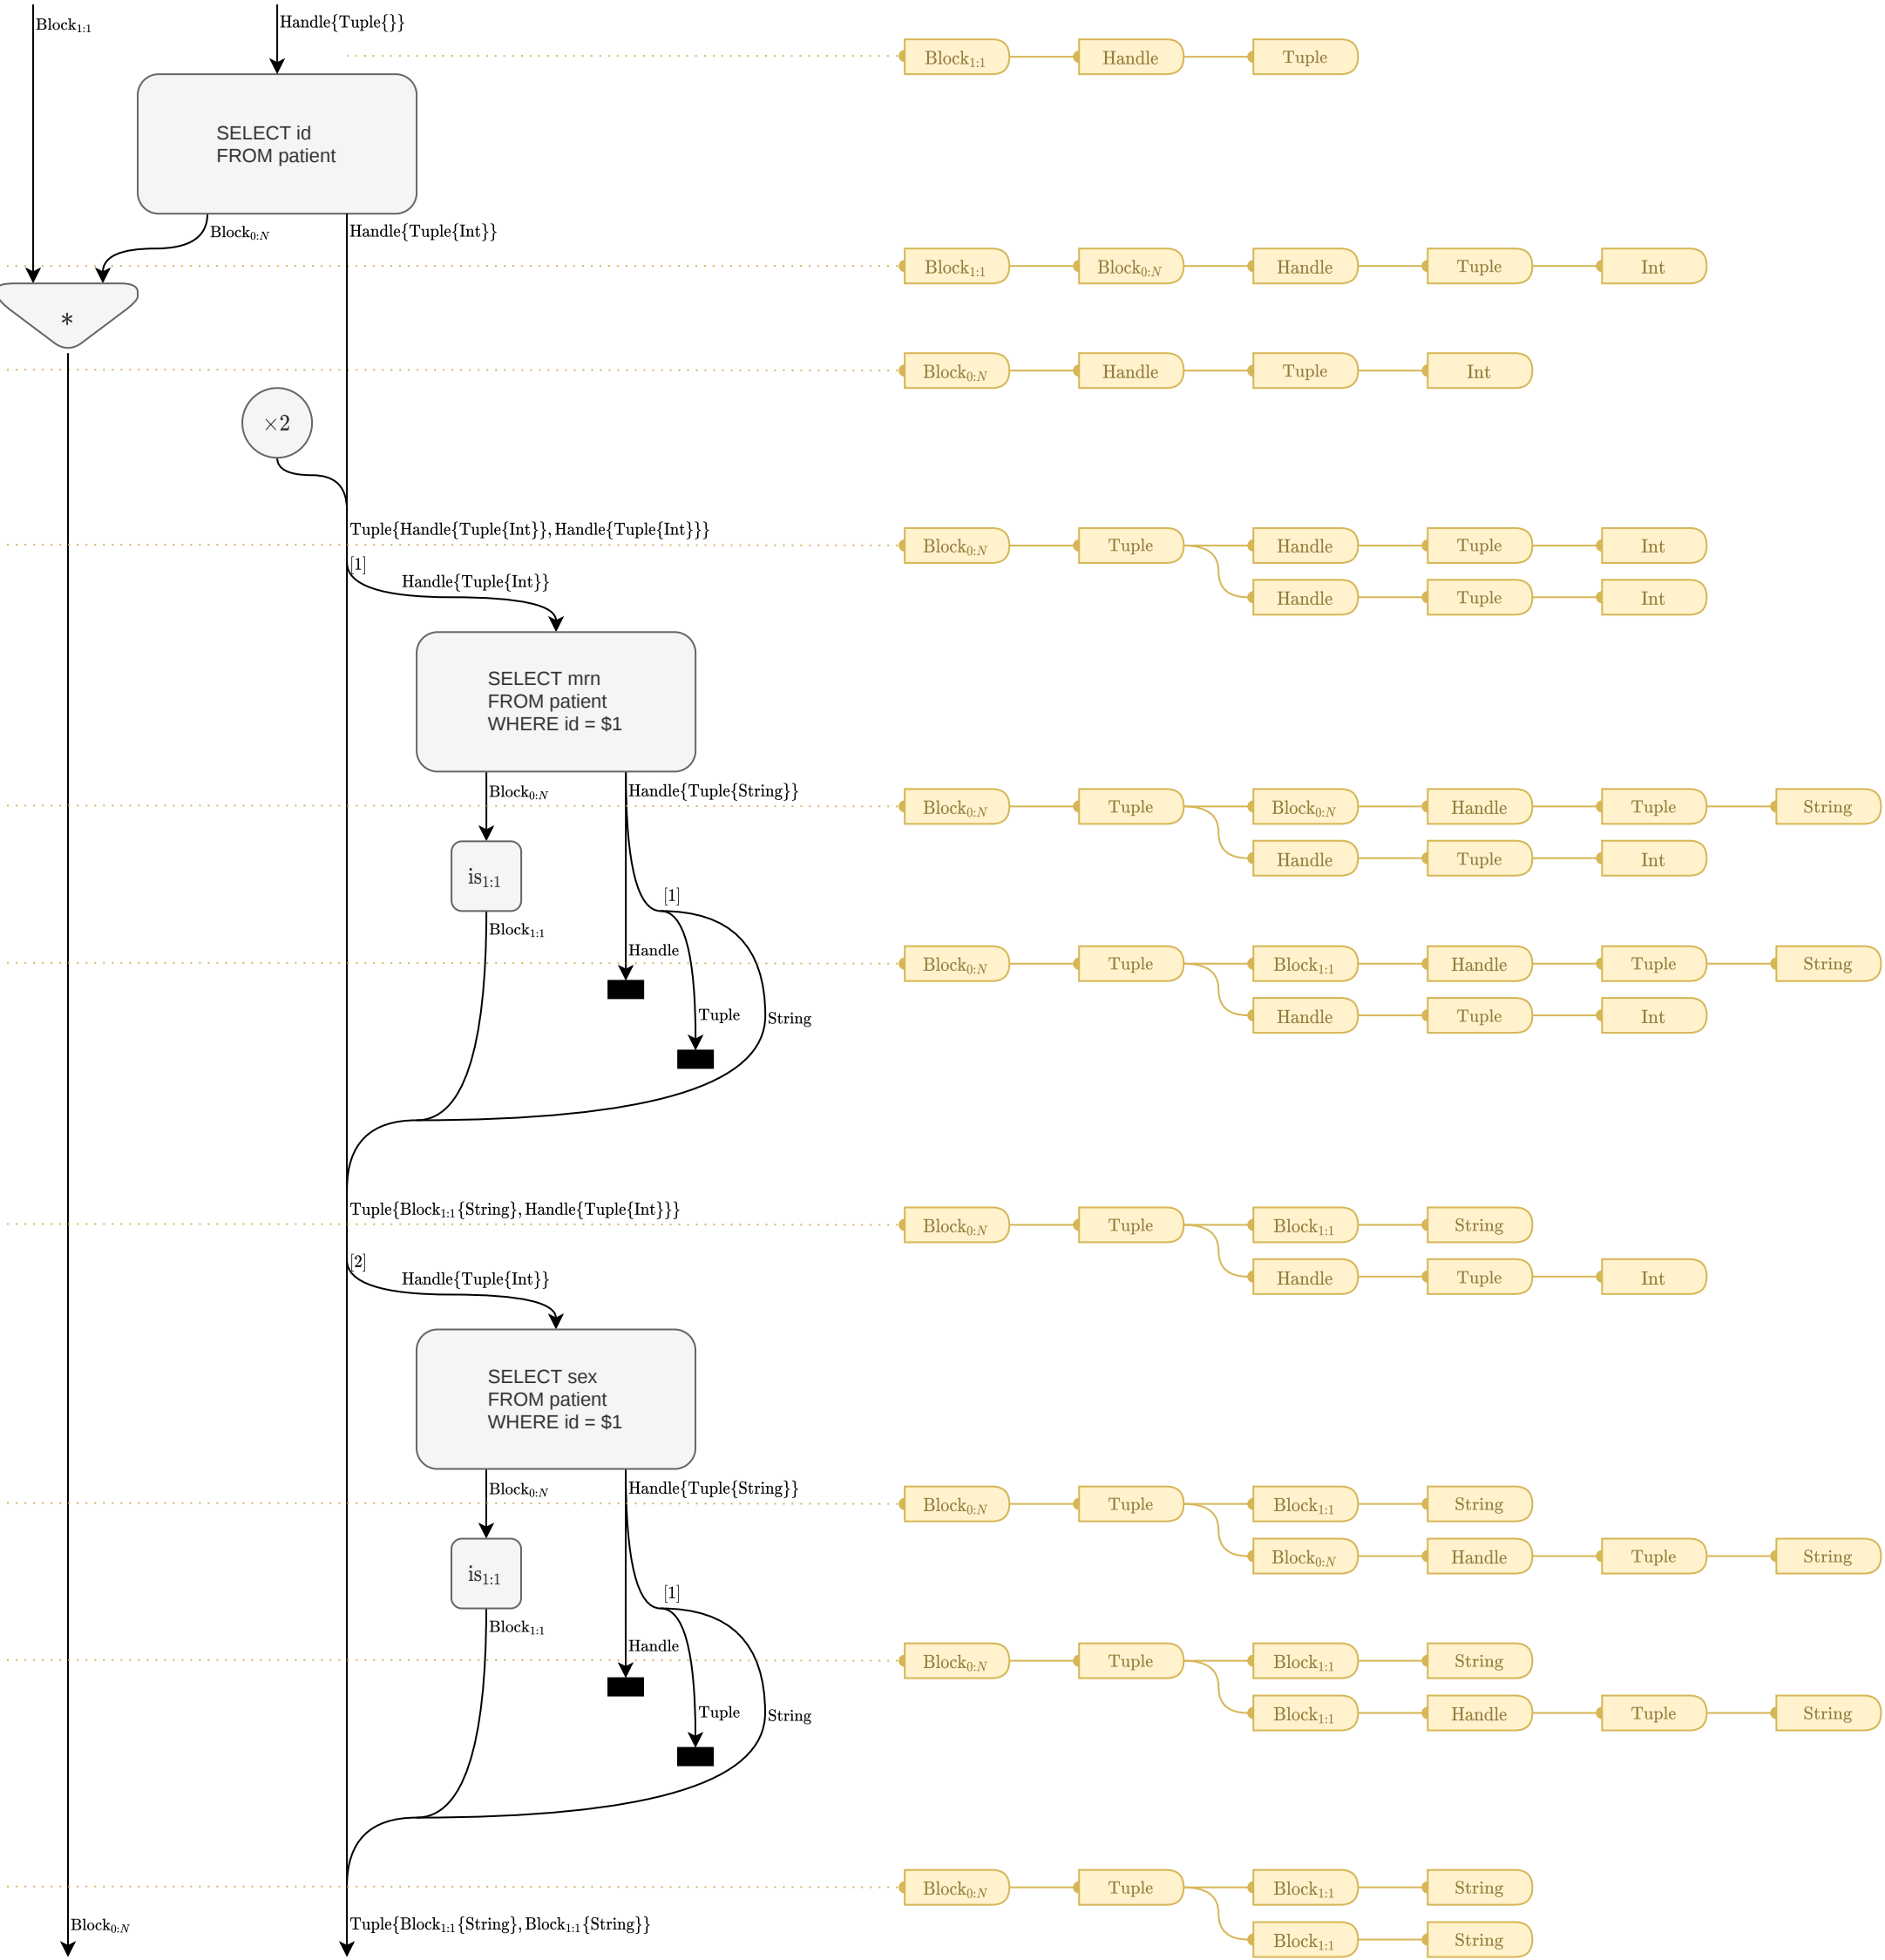 Block1:1
Handle{Tuple{}}
Block1:1 Handle Tuple
SELECT id
FROM patient
Block0:N
Handle{Tuple{Int}}
Block1:1 Block0:N Handle Tuple Int
*
Block0:N Handle Tuple Int
×2
Tuple{Handle{Tuple{Int}}, Handle{Tuple{Int}}}
Block0:N Tuple Handle Tuple Int
[1]
Handle{Tuple{Int}}
Handle Tuple Int
SELECT mrn
FROM patient
WHERE id = $1
Block0:N
Handle{Tuple{String}}
Block0:N Tuple Block0:N Handle Tuple String
Handle Tuple Int
is1:1
[1]
Block1:1
Handle
Block0:N Tuple Block1:1 Handle Tuple String
Tuple
String
Handle Tuple Int
Tuple{Block1:1{String}, Handle{Tuple{Int}}}
Block0:N Tuple Block1:1 String
[2]
Handle{Tuple{Int}}
Handle Tuple Int
SELECT sex
FROM patient
WHERE id = $1
Block0:N
Handle{Tuple{String}}
Block0:N Tuple Block1:1 String
Block0:N Handle Tuple String
is1:1
[1]
Block1:1
Handle
Block0:N Tuple Block1:1 String
Tuple
String
Block1:1 Handle Tuple String
Block0:N Tuple Block1:1 String
Block0:N
Tuple{Block1:1{String}, Block1:1{String}}
Block1:1 String